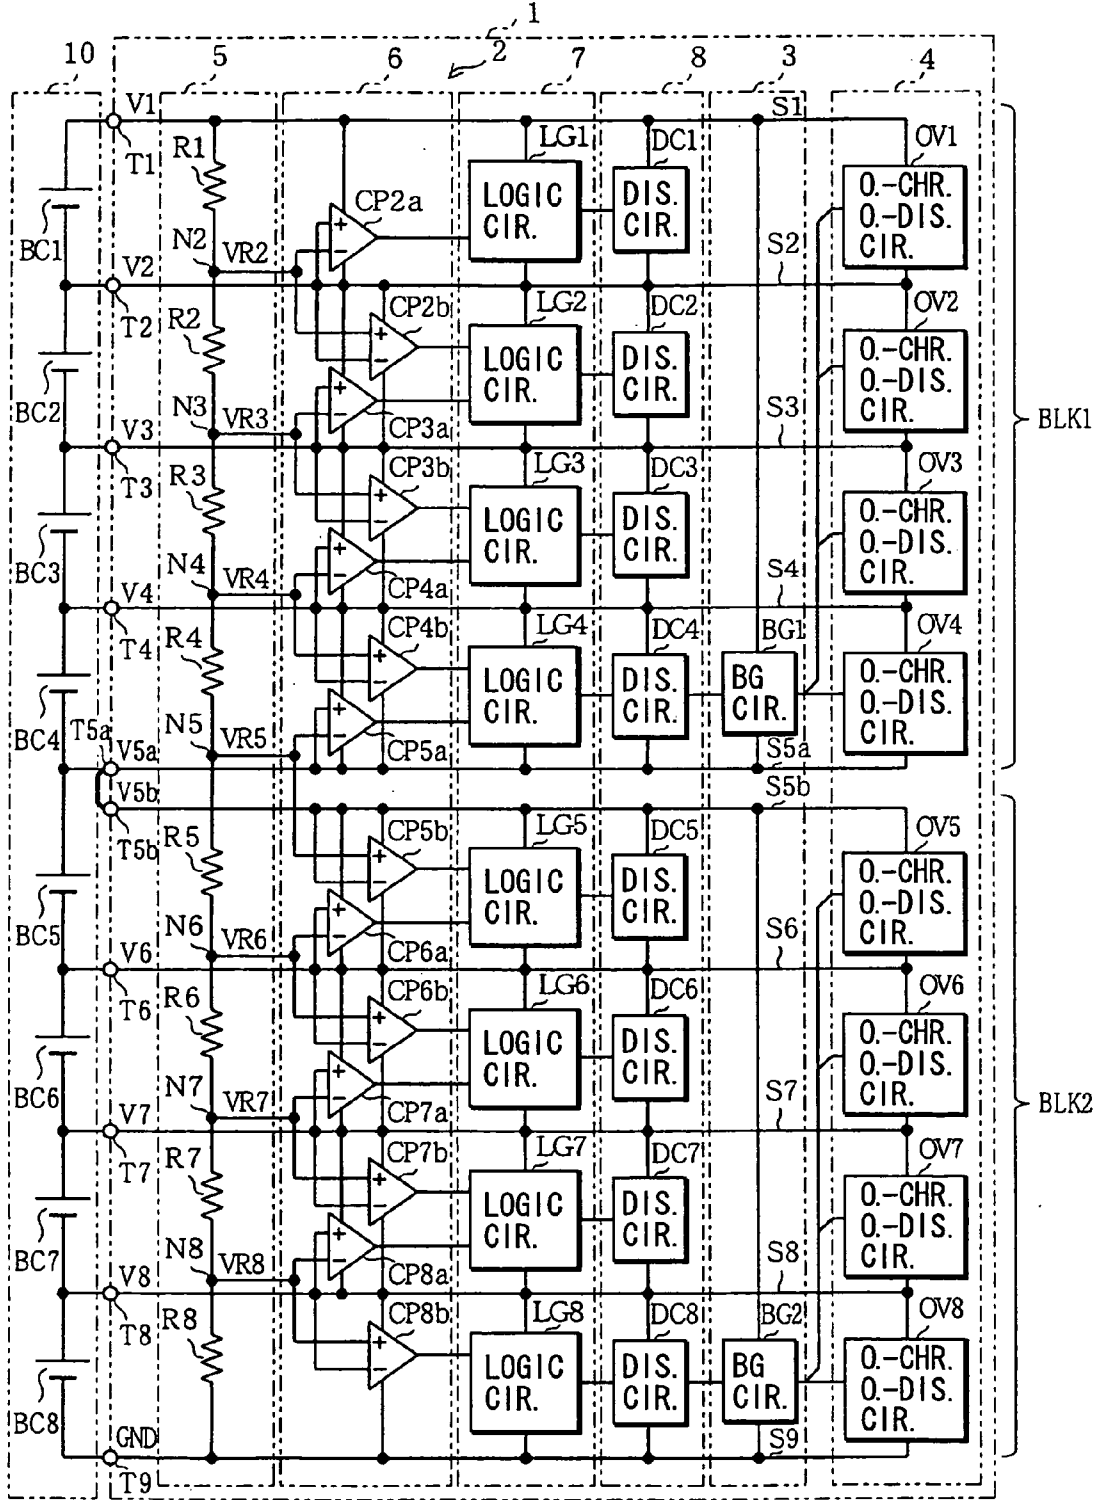 1
10 5 6 2 7 8 3 4
V1 S1
T1 R1 LG1 DC1 OV1
CP2a LOGIC CIR. DIS. CIR. O.-CHR. O.-DIS. CIR.
BC1 N2 VR2
V2 S2
T2 CP2b LG2 DC2 OV2
R2 LOGIC CIR. DIS. CIR. O.-CHR. O.-DIS. CIR.
BC2 N3 VR3 CP3a S3 BLK1
V3
T3 R3 CP3b LG3 DC3 OV3
LOGIC CIR. DIS. CIR. O.-CHR. O.-DIS. CIR.
BC3 N4 VR4 CP4a S4
V4
T4 R4 CP4b LG4 DC4 BG1 OV4
LOGIC CIR. DIS. CIR. BG CIR. O.-CHR. O.-DIS. CIR.
BC4 T5a N5 VR5 CP5a
V5a S5a
V5b S5b
T5b R5 CP5b LG5 DC5 OV5
LOGIC CIR. DIS. CIR. O.-CHR. O.-DIS. CIR.
BC5 N6 VR6 CP6a S6
V6
T6 R6 CP6b LG6 DC6 OV6
LOGIC CIR. DIS. CIR. O.-CHR. O.-DIS. CIR.
BC6 N7 VR7 CP7a S7 BLK2
V7
T7 R7 CP7b LG7 DC7 OV7
LOGIC CIR. DIS. CIR. O.-CHR. O.-DIS. CIR.
BC7 N8 VR8 CP8a S8
V8
T8 R8 CP8b LG8 DC8 BG2 OV8
LOGIC CIR. DIS. CIR. BG CIR. O.-CHR. O.-DIS. CIR.
BC8 GND S9
T9